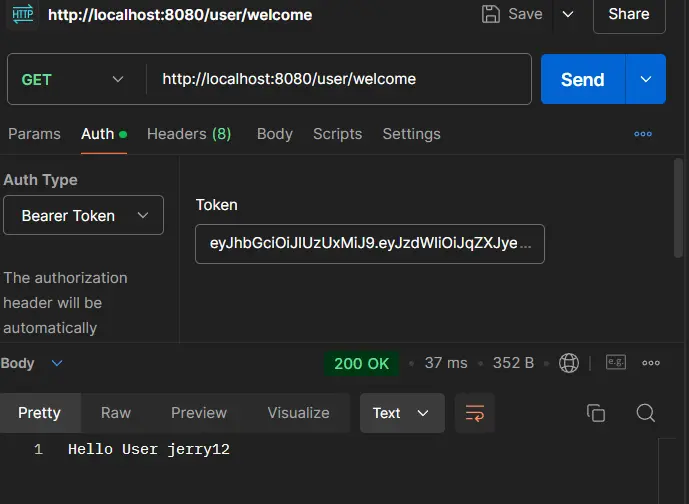 HTTP http://localhost:8080/user/welcome Save Share
GET http://localhost:8080/user/welcome Send
Params Auth Headers (8) Body Scripts Settings
Auth Type
Bearer Token
The authorization
header will be
automatically
Token
eyJhbGciOiJIUzUxMiJ9.eyJzdWIiOiJqZXJye...
Body 200 OK 37 ms 352 B e.g.
Pretty Raw Preview Visualize Text
1 Hello User jerry12